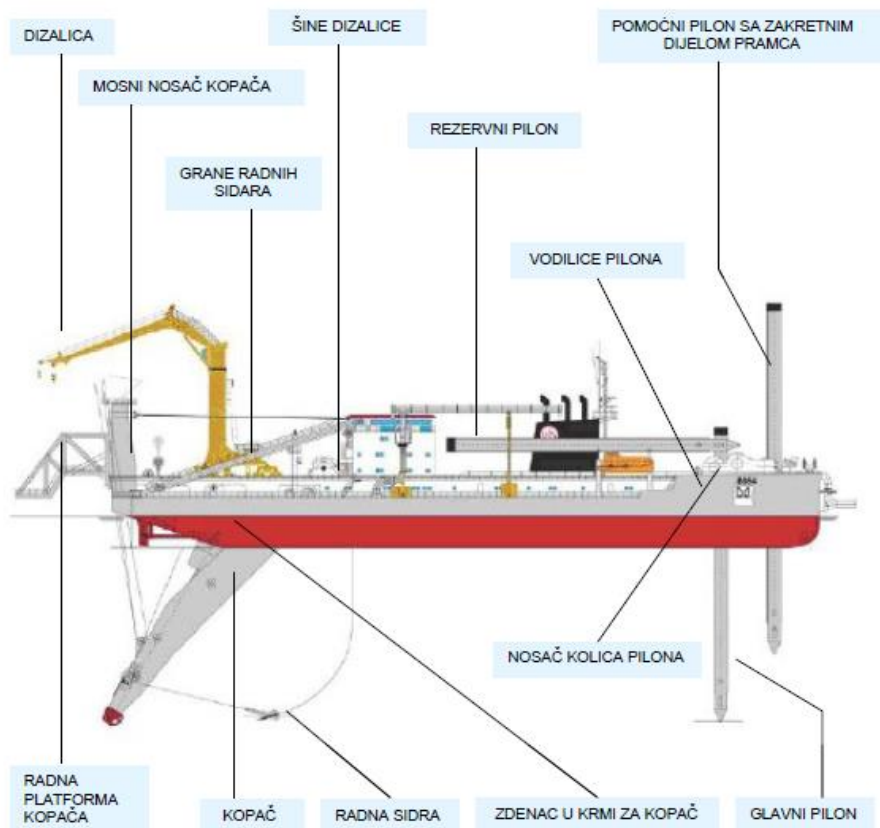 DIZALICA
ŠINE DIZALICE
POMOĆNI PILON SA ZAKRETNIM
DIJELOM PRAMCA
MOSNI NOSAČ KOPAČA
REZERVNI PILON
GRANE RADNIH
SIDARA
VODILICE PILONA
NOSAČ KOLICA PILONA
RADNA
PLATFORMA
KOPAČA
KOPAČ
RADNA SIDRA
ZDENAC U KRMI ZA KOPAČ
GLAVNI PILON